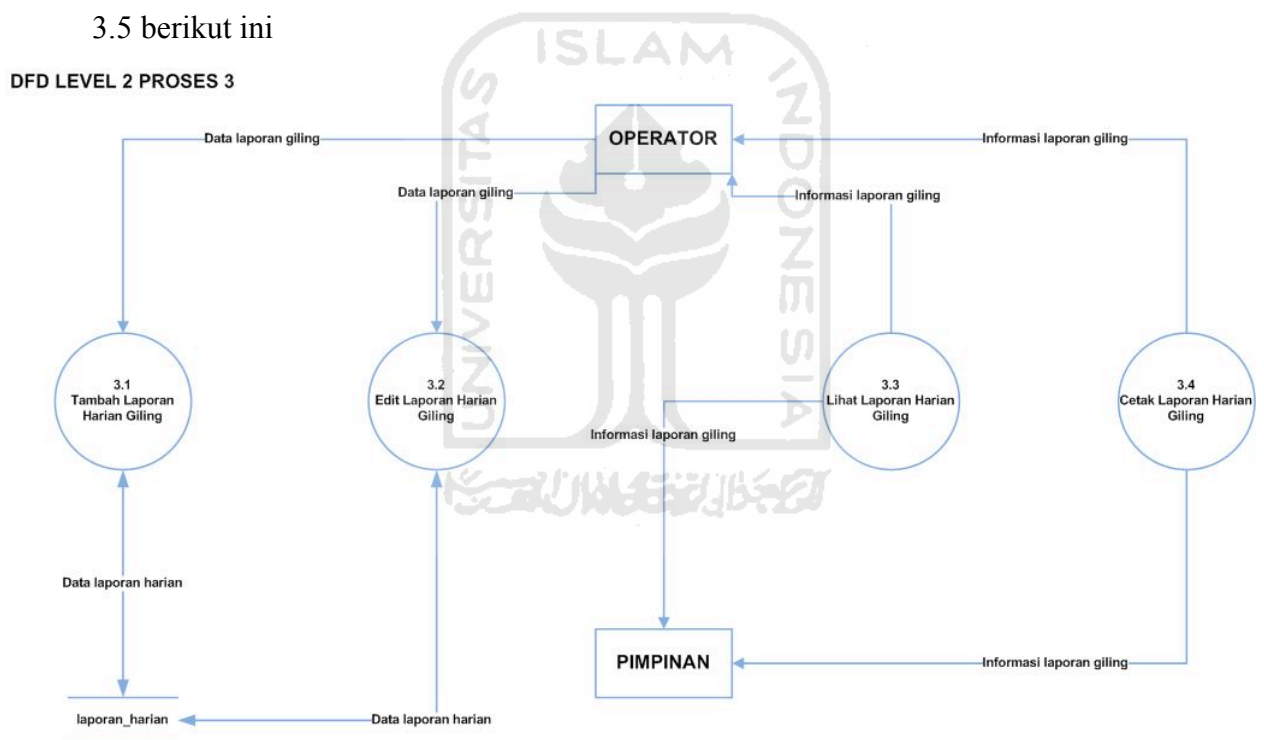 3.5 berikut ini
DFD LEVEL 2 PROSES 3
ISLAM
UNIVERSITAS
INDONESIA
OPERATOR
Data laporan giling
Informasi laporan giling
Data laporan giling
Informasi laporan giling
3.1
Tambah Laporan
Harian Giling
3.2
Edit Laporan Harian
Giling
3.3
Lihat Laporan Harian
Giling
3.4
Cetak Laporan Harian
Giling
Informasi laporan giling
Data laporan harian
PIMPINAN
Informasi laporan giling
laporan_harian
Data laporan harian